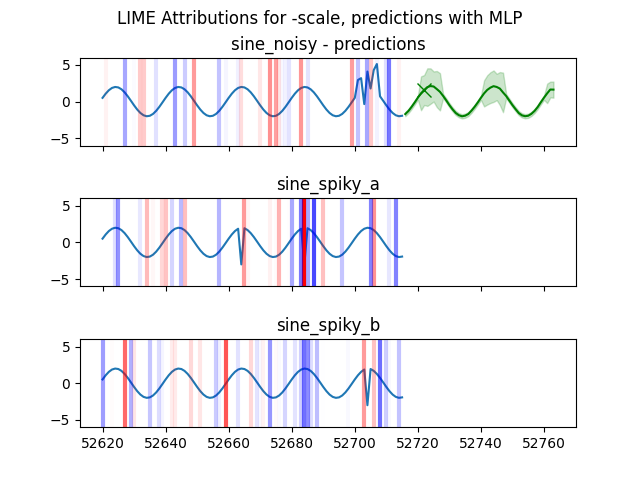 LIME Attributions for -scale, predictions with MLP
sine_noisy - predictions
5
0
−5
sine_spiky_a
5
0
−5
sine_spiky_b
5
0
−5
52620 52640 52660 52680 52700 52720 52740 52760